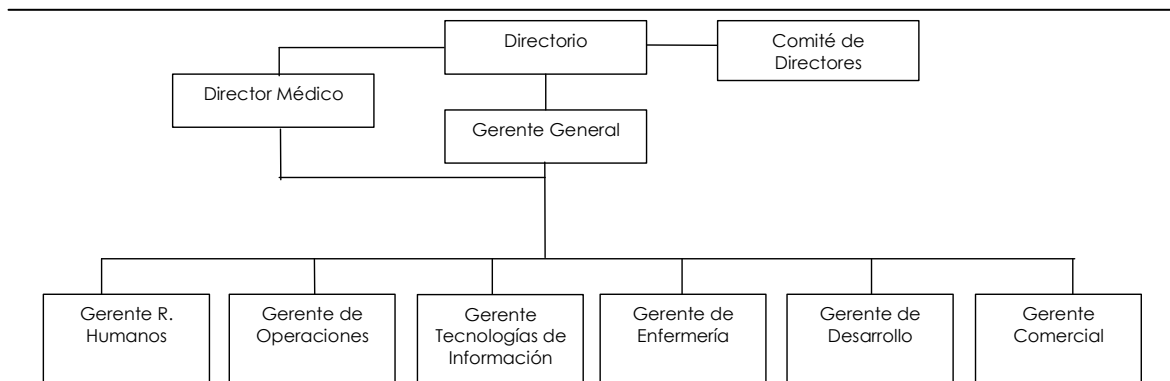 Directorio
Comité de
Directores
Director Médico
Gerente General
Gerente R.
Humanos
Gerente de
Operaciones
Gerente
Tecnologías de
Información
Gerente de
Enfermería
Gerente de
Desarrollo
Gerente
Comercial